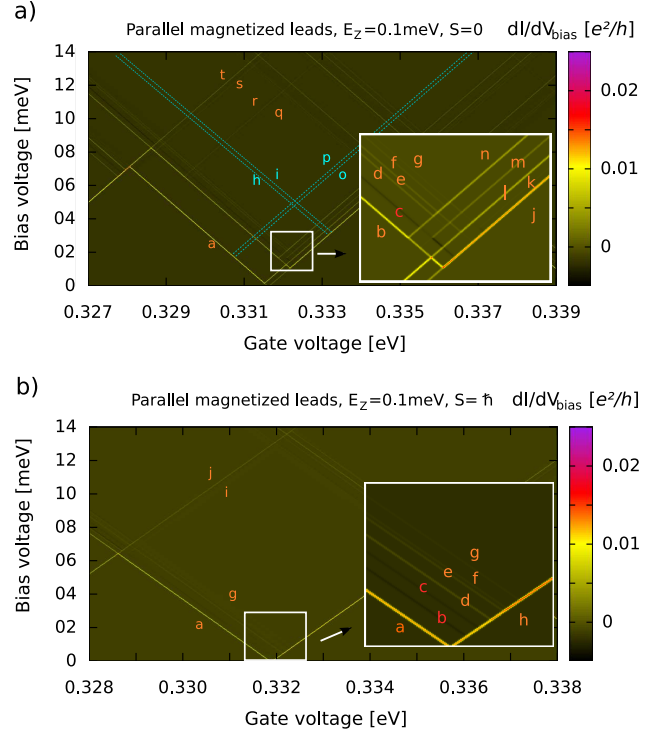 a)
Parallel magnetized leads, E_Z=0.1meV, S=0
dI/dV_bias [e²/h]
14
12
10
08
06
04
02
0
Bias voltage [meV]
t
s
r
q
p
o
h
i
a
n
m
g
f
e
d
c
b
l
k
j
0.02
0.01
0
0.327
0.329
0.331
0.333
0.335
0.337
0.339
Gate voltage [eV]
b)
Parallel magnetized leads, E_Z=0.1meV, S= ħ
dI/dV_bias [e²/h]
14
12
10
08
06
04
02
0
Bias voltage [meV]
j
i
g
a
g
f
e
d
c
b
a
h
0.02
0.01
0
0.328
0.330
0.332
0.334
0.336
0.338
Gate voltage [eV]